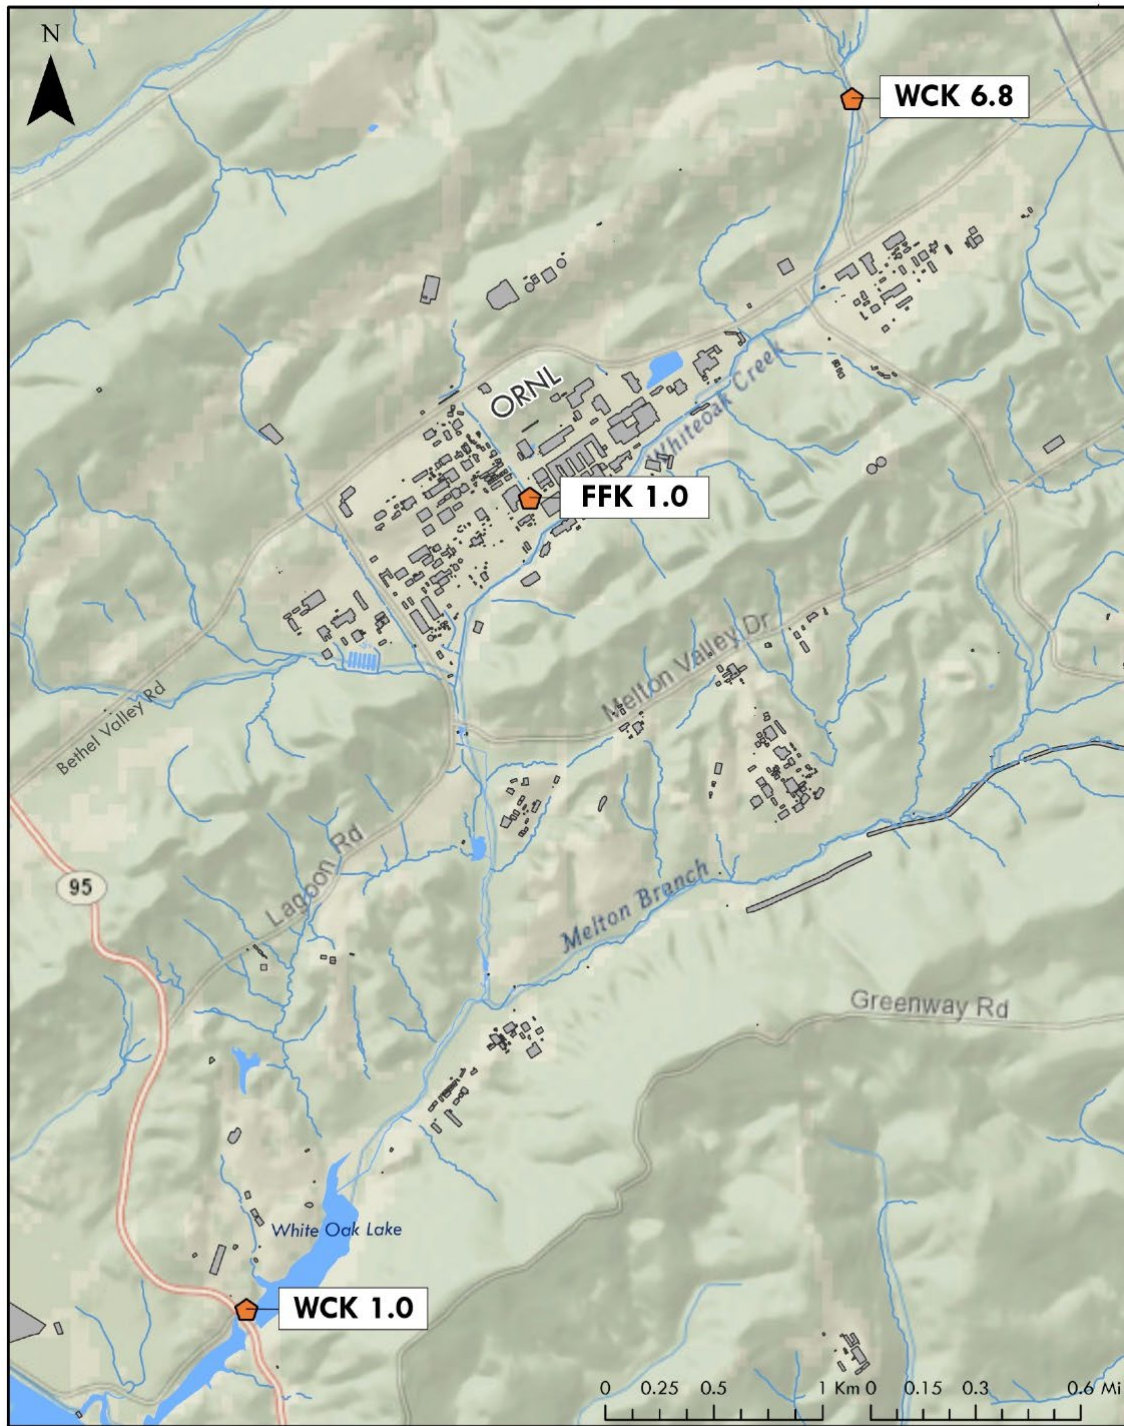 N
WCK 6.8
ORNL
Whiteoak Creek
FFK 1.0
Melton Valley Dr
Bethel Valley Rd
95
Lagoon Rd
Melton Branch
Greenway Rd
White Oak Lake
WCK 1.0
0 0.25 0.5 1 Km 0 0.15 0.3 0.6 Mi